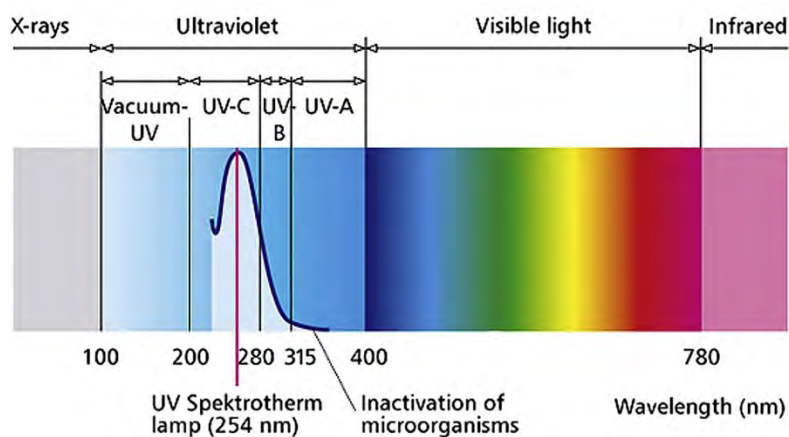 X-rays Ultraviolet Visible light Infrared
Vacuum-
UV
UV-C
UV-
B
UV-A
100 200 280 315 400 780
UV Spektrotherm
lamp (254 nm)
Inactivation of
microorganisms
Wavelength (nm)